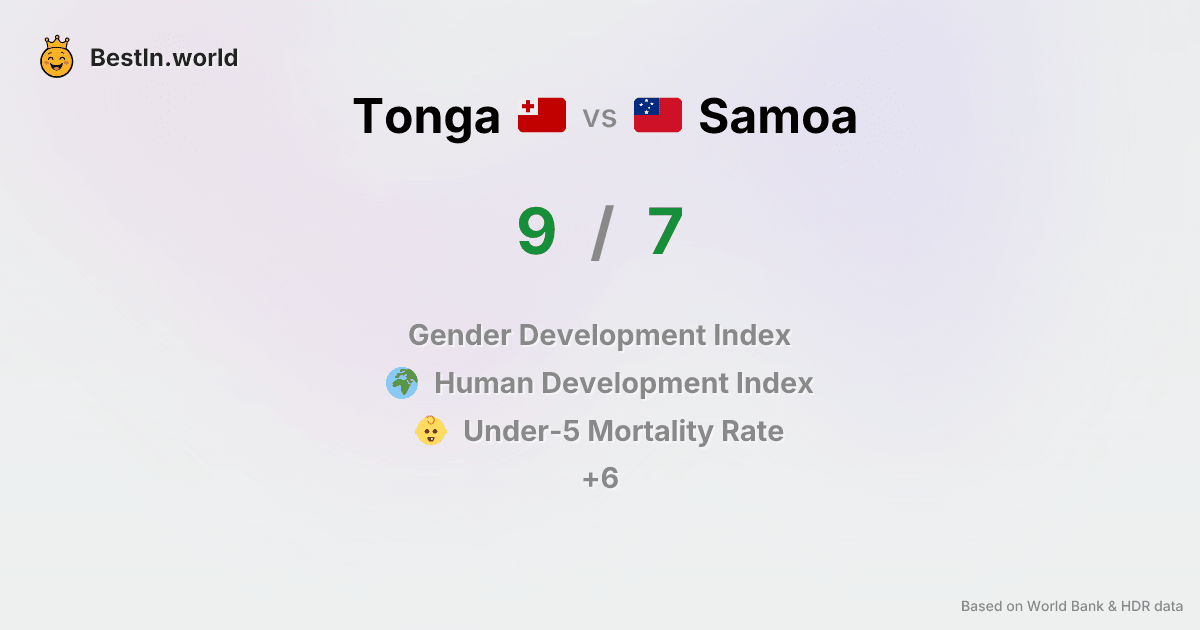 BestIn.world
Tonga vs Samoa
9 / 7
Gender Development Index
Human Development Index
Under-5 Mortality Rate
+6
Based on World Bank & HDR data